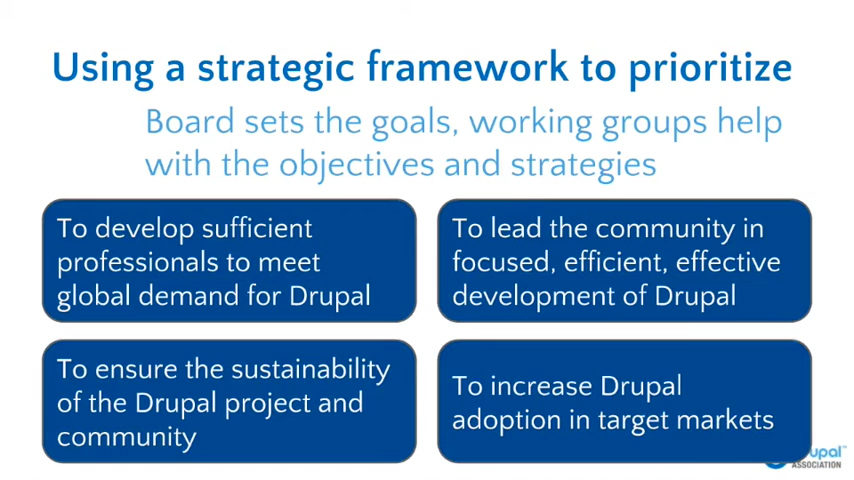 Using a strategic framework to prioritize
Board sets the goals, working groups help
with the objectives and strategies
To develop sufficient
professionals to meet
global demand for Drupal
To lead the community in
focused, efficient, effective
development of Drupal
To ensure the sustainability
of the Drupal project and
community
To increase Drupal
adoption in target markets
ASSOCIATION